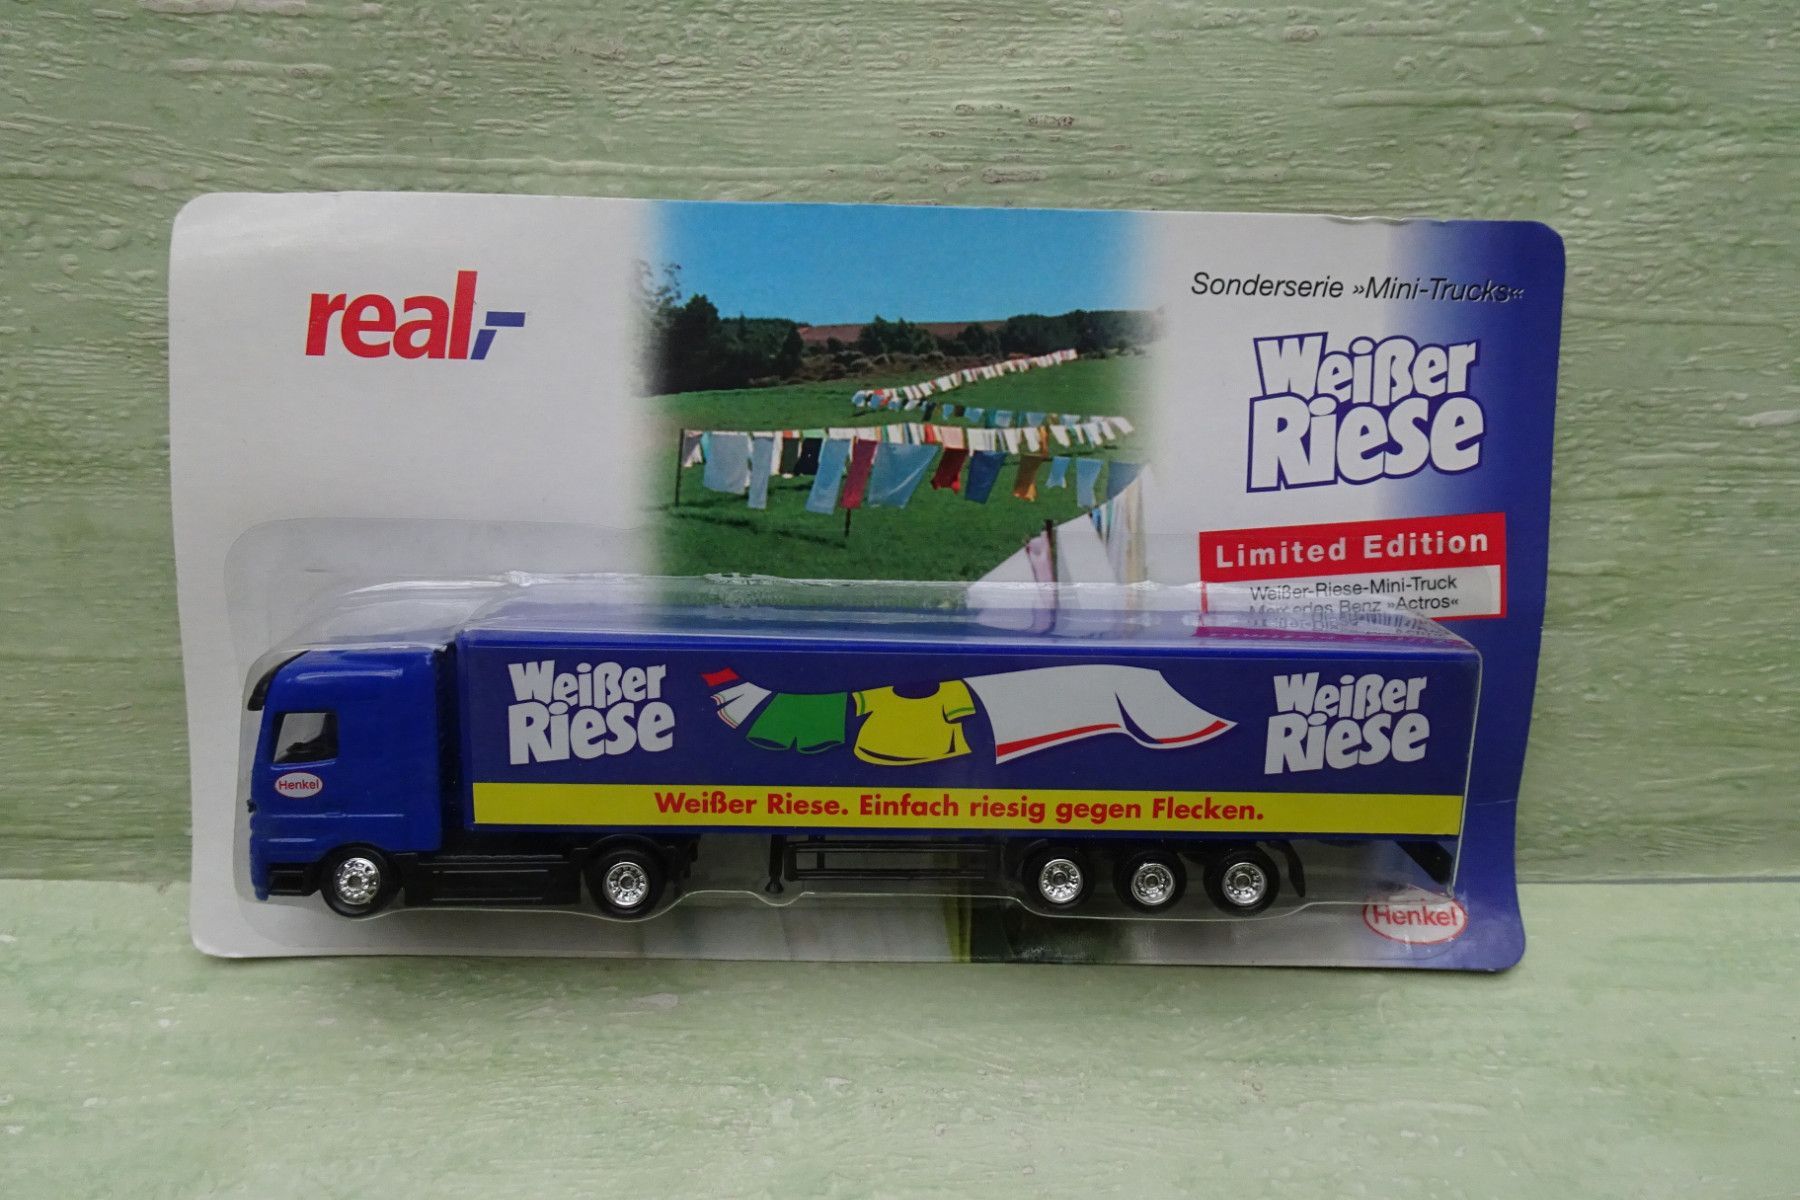 real,-
Sonderserie »Mini-Trucks«
Weißer
Riese
Limited Edition
Weißer-Riese-Mini-Truck
Mercedes Benz »Actros«
Weißer
Riese
Weißer
Riese
Henkel
Weißer Riese. Einfach riesig gegen Flecken.
Henkel